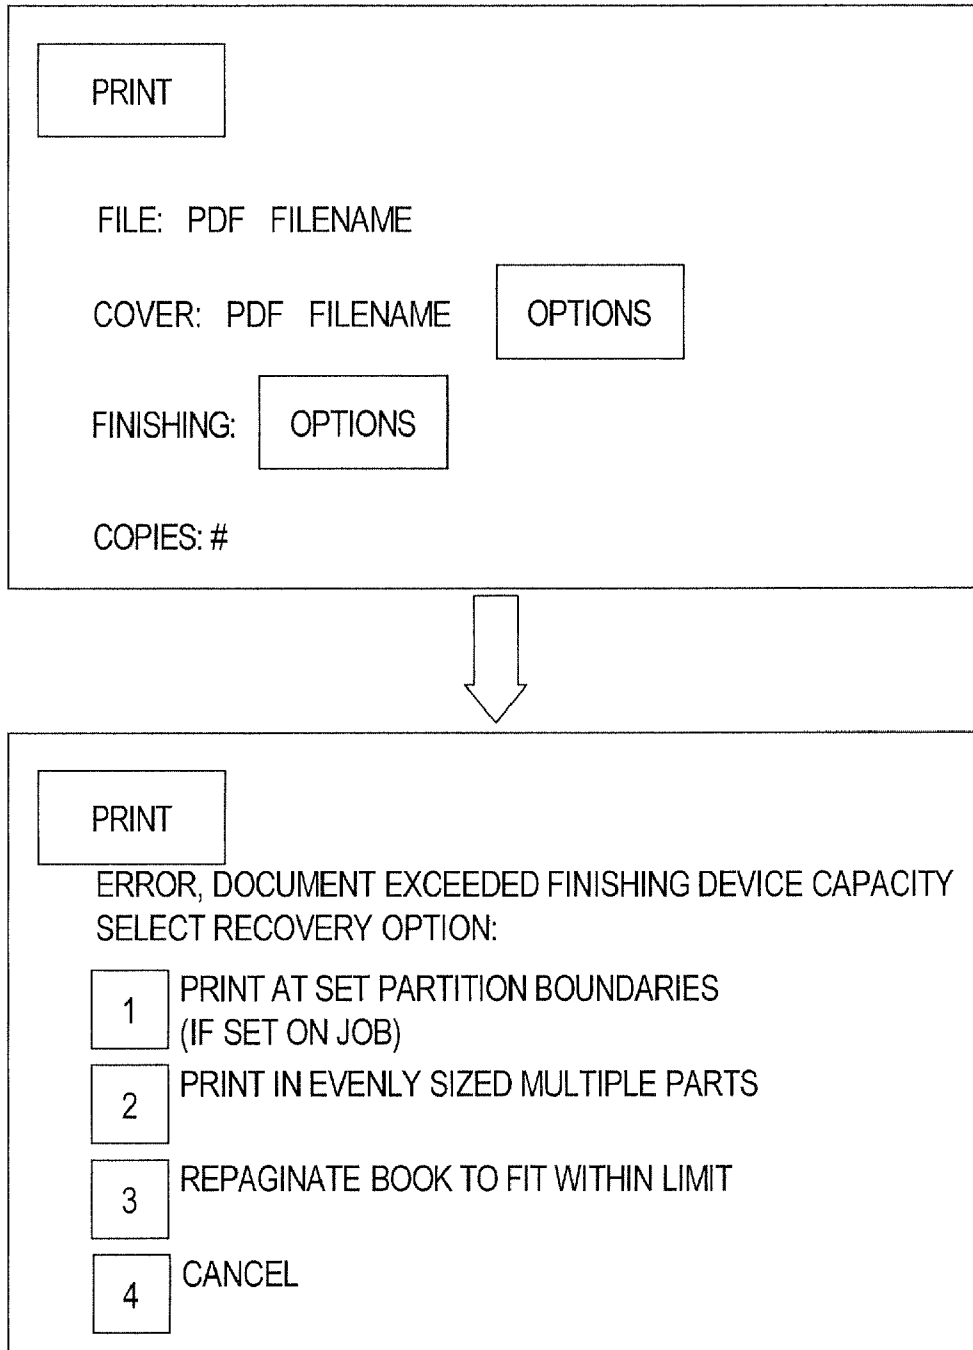 PRINT
FILE: PDF FILENAME
COVER: PDF FILENAME OPTIONS
FINISHING: OPTIONS
COPIES: #
PRINT
ERROR, DOCUMENT EXCEEDED FINISHING DEVICE CAPACITY
SELECT RECOVERY OPTION:
1 PRINT AT SET PARTITION BOUNDARIES
(IF SET ON JOB)
2 PRINT IN EVENLY SIZED MULTIPLE PARTS
3 REPAGINATE BOOK TO FIT WITHIN LIMIT
4 CANCEL